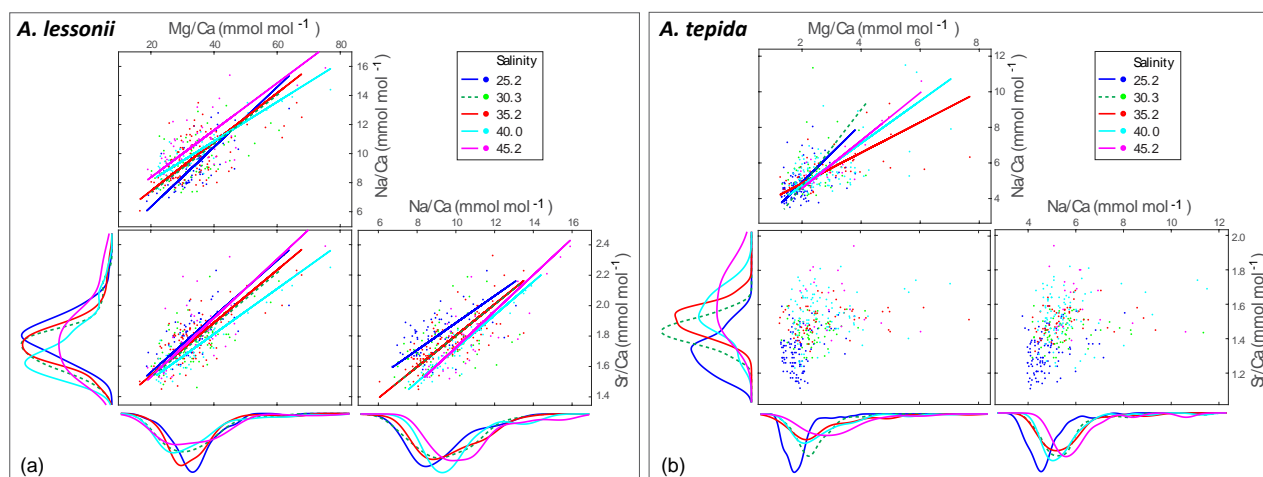 A. lessonii
Mg/Ca (mmol mol -1)
20 40 60 80
16
14
12
10
8
6
Na/Ca (mmol mol -1)
Salinity
25.2
30.3
35.2
40.0
45.2
Na/Ca (mmol mol -1)
6 8 10 12 14 16
2.4
2.2
2.0
1.8
1.6
1.4
Sr/Ca (mmol mol -1)
(a)
A. tepida
Mg/Ca (mmol mol -1)
2 4 6 8
12
10
8
6
4
Na/Ca (mmol mol -1)
Salinity
25.2
30.3
35.2
40.0
45.2
Na/Ca (mmol mol -1)
4 6 8 10 12
2.0
1.8
1.6
1.4
1.2
Sr/Ca (mmol mol -1)
(b)